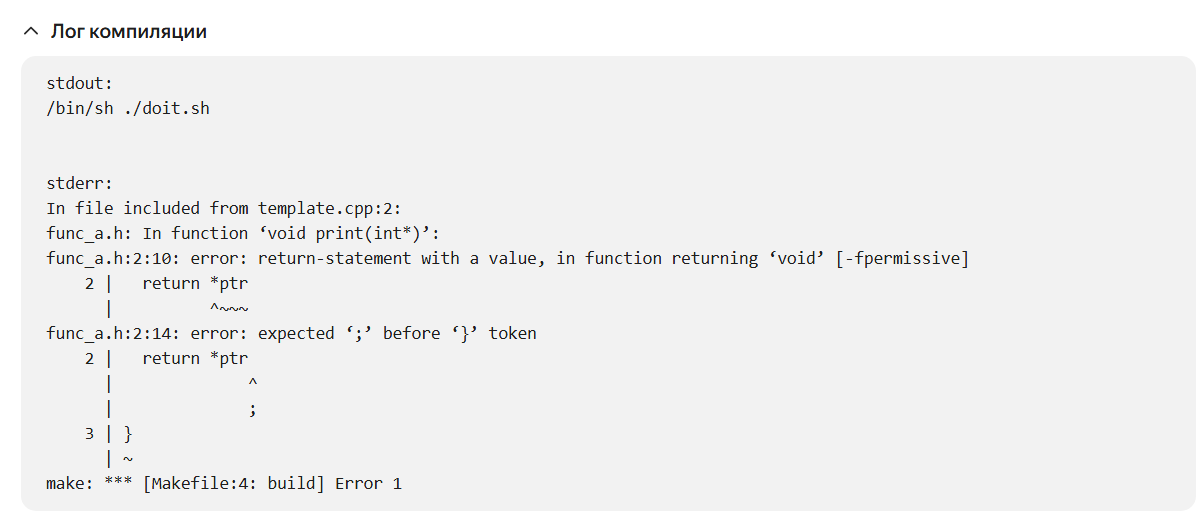 Лог компиляции
stdout:
/bin/sh ./doit.sh
stderr:
In file included from template.cpp:2:
func_a.h: In function ‘void print(int*)’:
func_a.h:2:10: error: return-statement with a value, in function returning ‘void’ [-fpermissive]
    2 |   return *ptr
      |          ^~~~
func_a.h:2:14: error: expected ‘;’ before ‘}’ token
    2 |   return *ptr
      |              ^
      |              ;
    3 | }
      | ~
make: *** [Makefile:4: build] Error 1